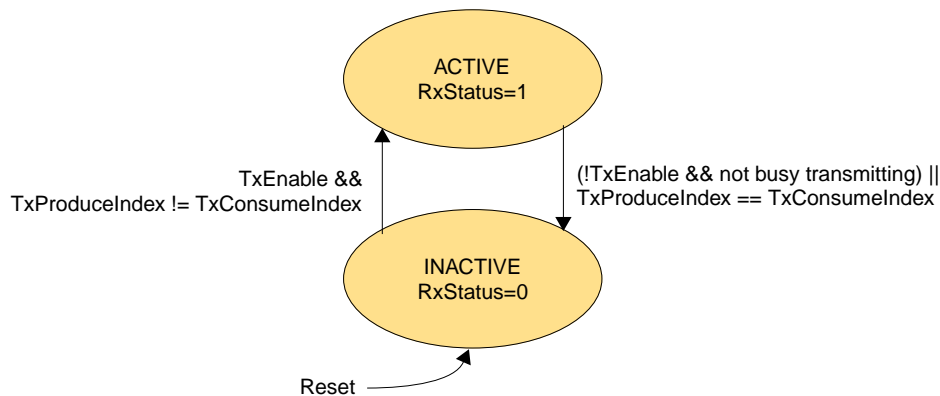 ACTIVE
RxStatus=1
TxEnable &&
TxProduceIndex != TxConsumeIndex
(!TxEnable && not busy transmitting) ||
TxProduceIndex == TxConsumeIndex
INACTIVE
RxStatus=0
Reset